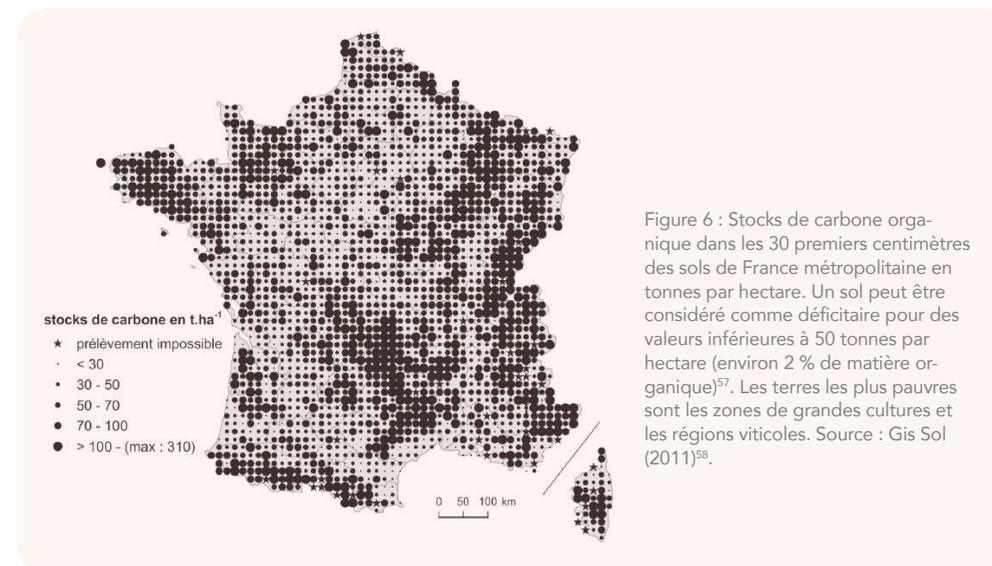 stocks de carbone en t.ha⁻¹
★ prélèvement impossible
· < 30
• 30 - 50
• 50 - 70
● 70 - 100
● > 100 - (max : 310)
0 50 100 km
Figure 6 : Stocks de carbone orga-
nique dans les 30 premiers centimètres
des sols de France métropolitaine en
tonnes par hectare. Un sol peut être
considéré comme déficitaire pour des
valeurs inférieures à 50 tonnes par
hectare (environ 2 % de matière or-
ganique)⁵⁷. Les terres les plus pauvres
sont les zones de grandes cultures et
les régions viticoles. Source : Gis Sol
(2011)⁵⁸.